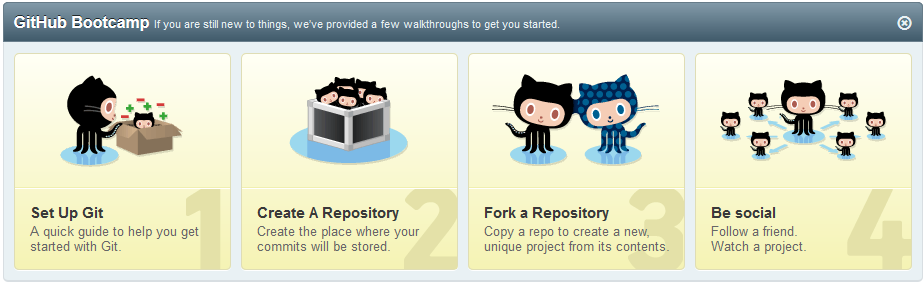 GitHub Bootcamp If you are still new to things, we've provided a few walkthroughs to get you started.
1
Set Up Git
A quick guide to help you get
started with Git.
2
Create A Repository
Create the place where your
commits will be stored.
3
Fork a Repository
Copy a repo to create a new,
unique project from its contents.
4
Be social
Follow a friend.
Watch a project.